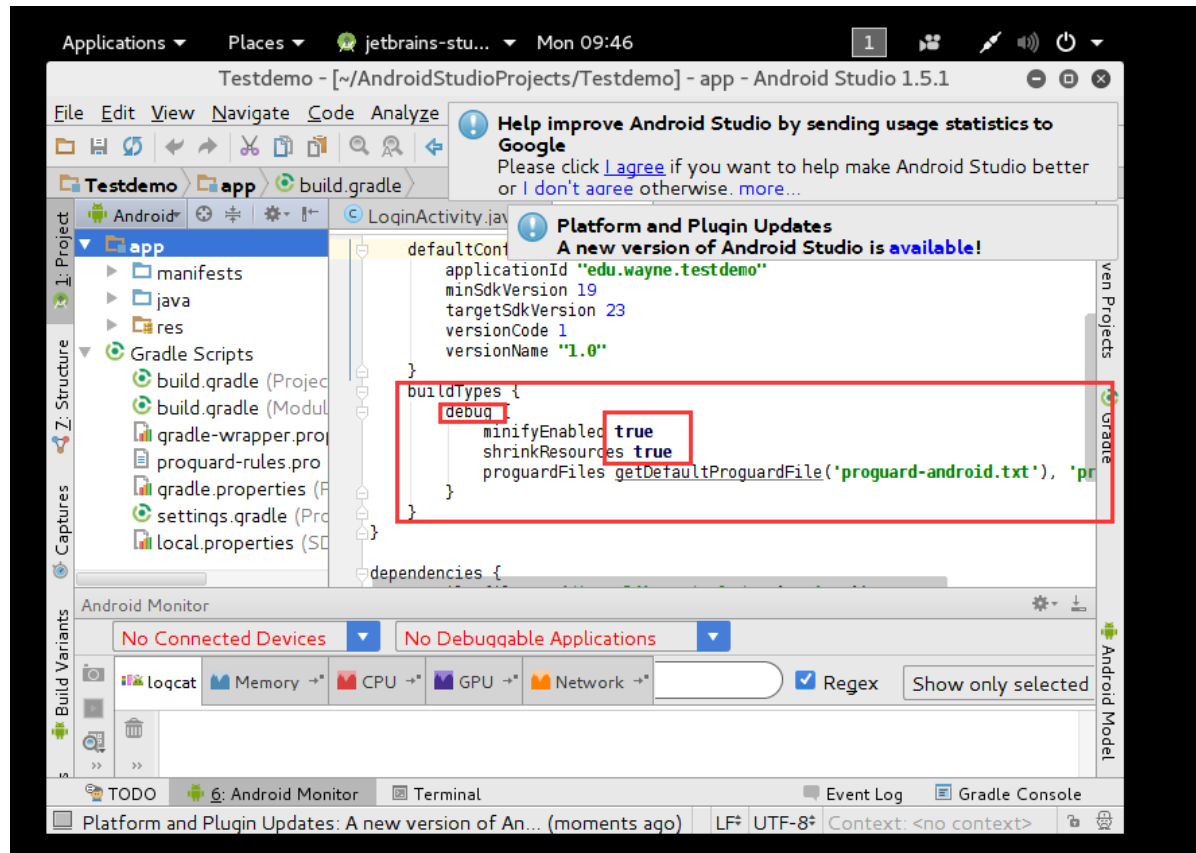 Applications Places jetbrains-stu... Mon 09:46 1
Testdemo - [~/AndroidStudioProjects/Testdemo] - app - Android Studio 1.5.1
File Edit View Navigate Code Analyze
Help improve Android Studio by sending usage statistics to
Google
Please click I agree if you want to help make Android Studio better
or I don't agree otherwise. more...
Testdemo app build.gradle
Platform and Plugin Updates
A new version of Android Studio is available!
1: Project
Z: Structure
Captures
Build Variants
Android
app
manifests
java
res
Gradle Scripts
build.gradle (Projec
build.gradle (Modul
gradle-wrapper.prop
proguard-rules.pro
gradle.properties (P
settings.gradle (Pro
local.properties (SD
LoginActivity.jav
defaultConf
applicationId "edu.wayne.testdemo"
minSdkVersion 19
targetSdkVersion 23
versionCode 1
versionName "1.0"
}
buildTypes {
debug {
minifyEnabled true
shrinkResources true
proguardFiles getDefaultProguardFile('proguard-android.txt'), 'pr
}
}
}
dependencies {
ven Projects
Gradle
Android Model
Android Monitor
No Connected Devices No Debuggable Applications
logcat Memory CPU GPU Network Regex Show only selected
TODO 6: Android Monitor Terminal Event Log Gradle Console
Platform and Plugin Updates: A new version of An... (moments ago) LF UTF-8 Context: <no context>